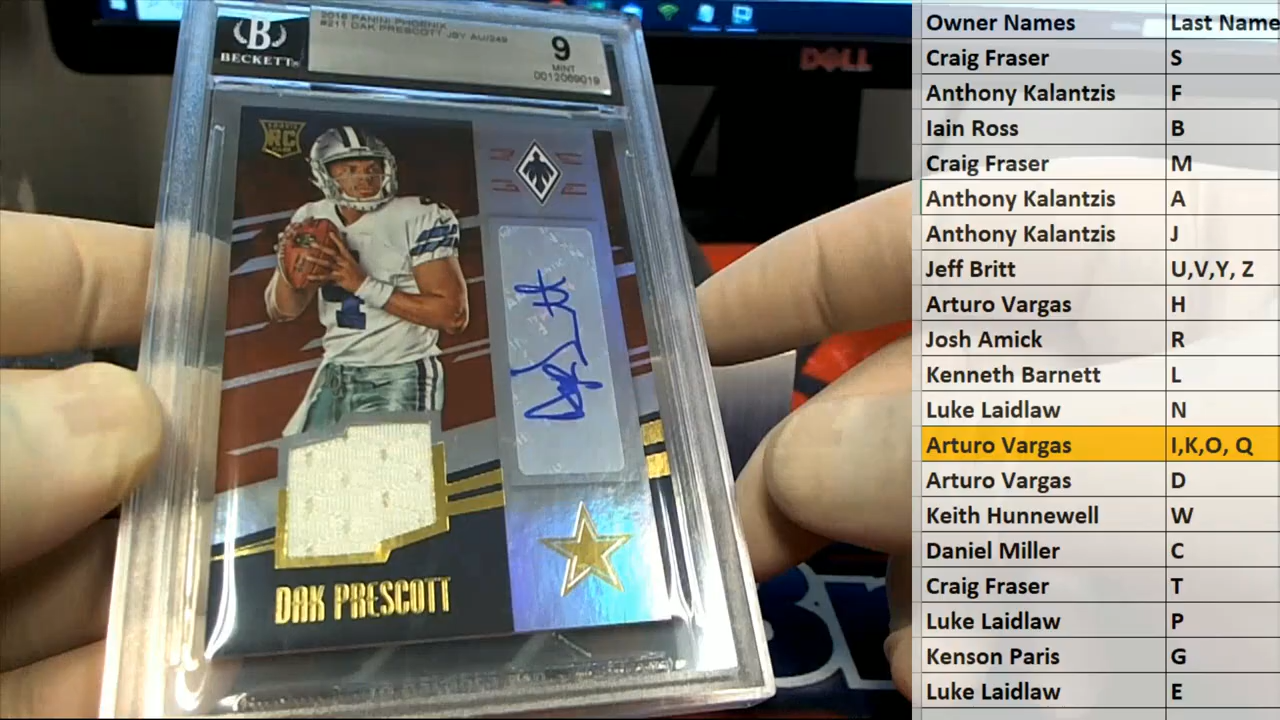 2016 PANINI PHOENIX
#211 DAK PRESCOTT JSY AU/249
B
BECKETT
9
MINT
0012069019
DELL
RC
DAK PRESCOTT
Owner Names Last Name
Craig Fraser S
Anthony Kalantzis F
Iain Ross B
Craig Fraser M
Anthony Kalantzis A
Anthony Kalantzis J
Jeff Britt U,V,Y, Z
Arturo Vargas H
Josh Amick R
Kenneth Barnett L
Luke Laidlaw N
Arturo Vargas I,K,O, Q
Arturo Vargas D
Keith Hunnewell W
Daniel Miller C
Craig Fraser T
Luke Laidlaw P
Kenson Paris G
Luke Laidlaw E